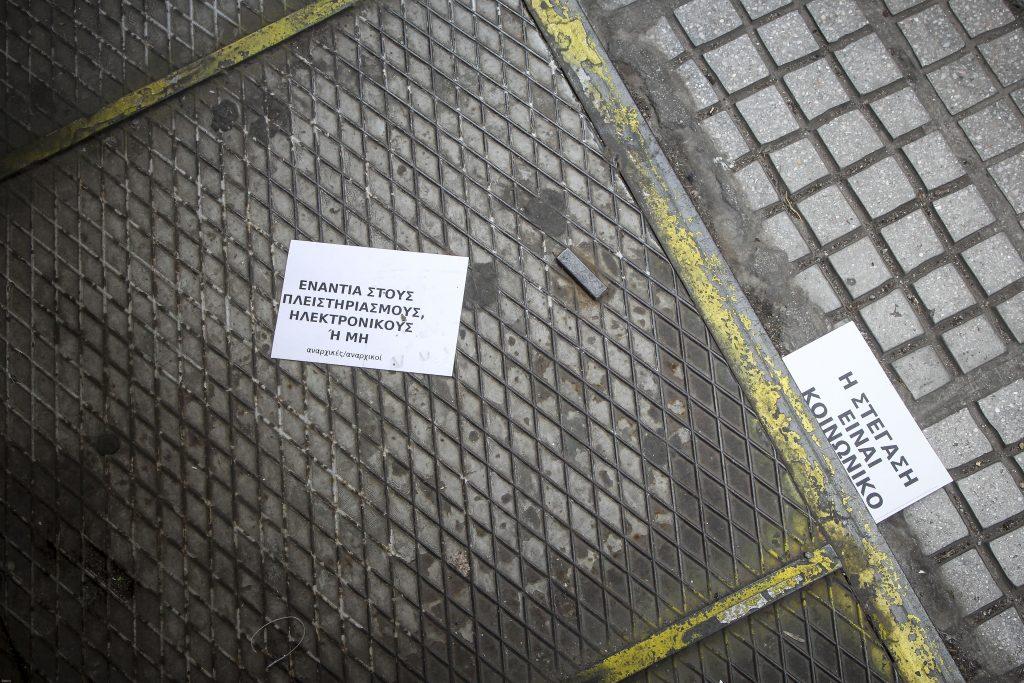 ΕΝΑΝΤΙΑ ΣΤΟΥΣ
ΠΛΕΙΣΤΗΡΙΑΣΜΟΥΣ,
ΗΛΕΚΤΡΟΝΙΚΟΥΣ
Ή ΜΗ
αναρχικές/αναρχικοί
Η ΣΤΕΓΑΣΗ
ΕΙΝΑΙ
ΚΟΙΝΩΝΙΚΟ